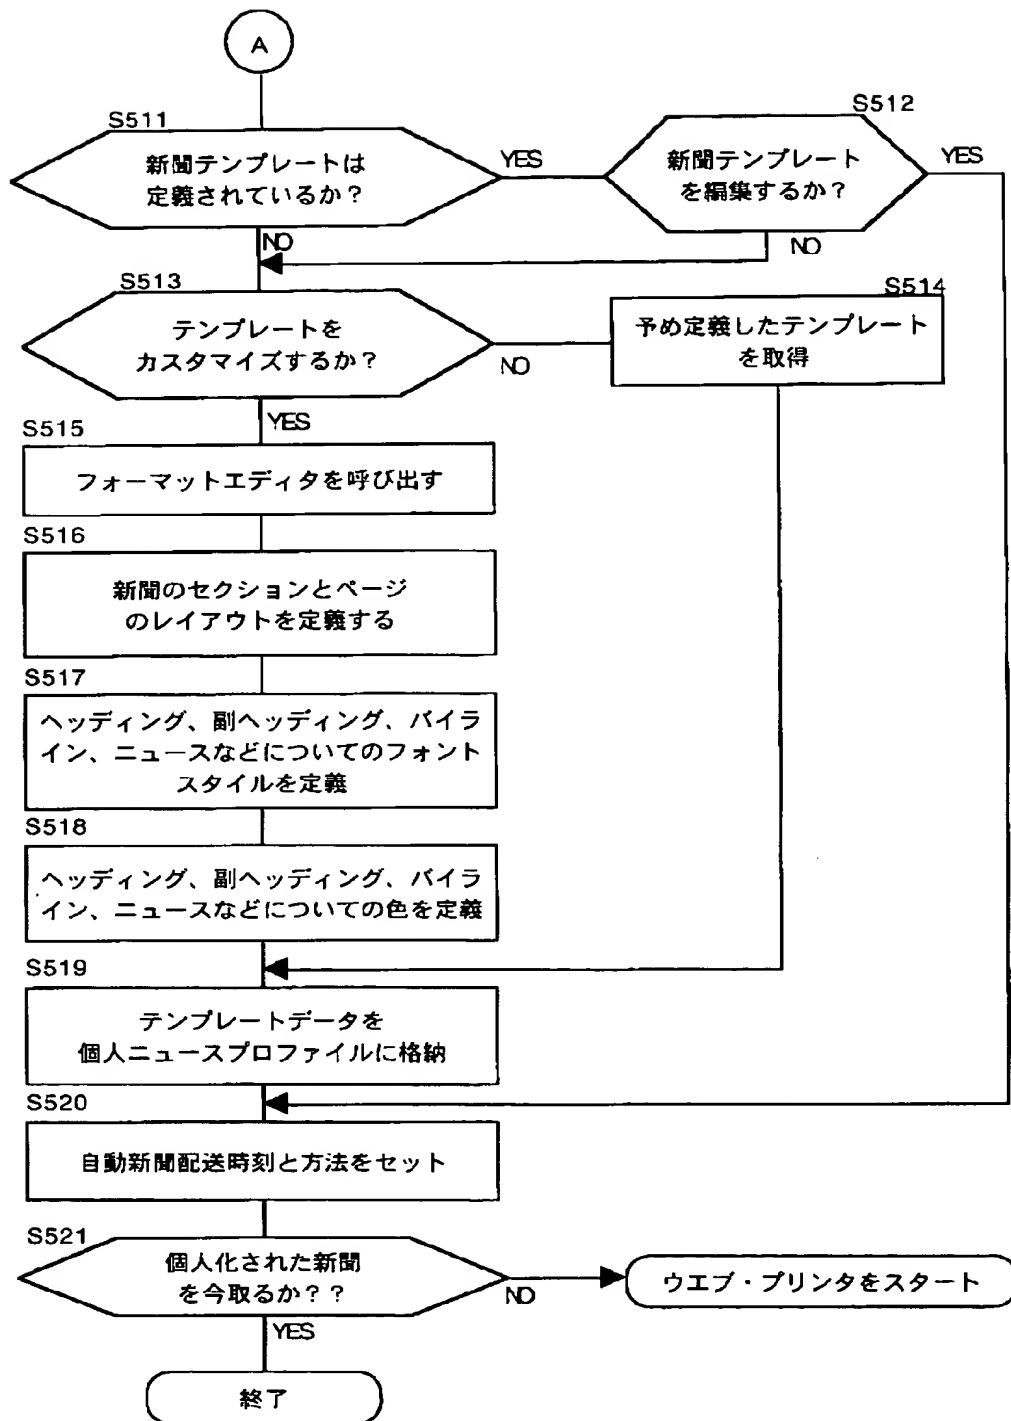 A
S511
新聞テンプレートは
定義されているか？
YES
NO
S512
新聞テンプレート
を編集するか？
YES
NO
S513
テンプレートを
カスタマイズするか？
NO
YES
S514
予め定義したテンプレート
を取得
S515
フォーマットエディタを呼び出す
S516
新聞のセクションとページ
のレイアウトを定義する
S517
ヘッディング、副ヘッディング、バイラ
イン、ニュースなどについてのフォント
スタイルを定義
S518
ヘッディング、副ヘッディング、バイラ
イン、ニュースなどについての色を定義
S519
テンプレートデータを
個人ニュースプロファイルに格納
S520
自動新聞配送時刻と方法をセット
S521
個人化された新聞
を今取るか？？
NO
ウエブ・プリンタをスタート
YES
終了